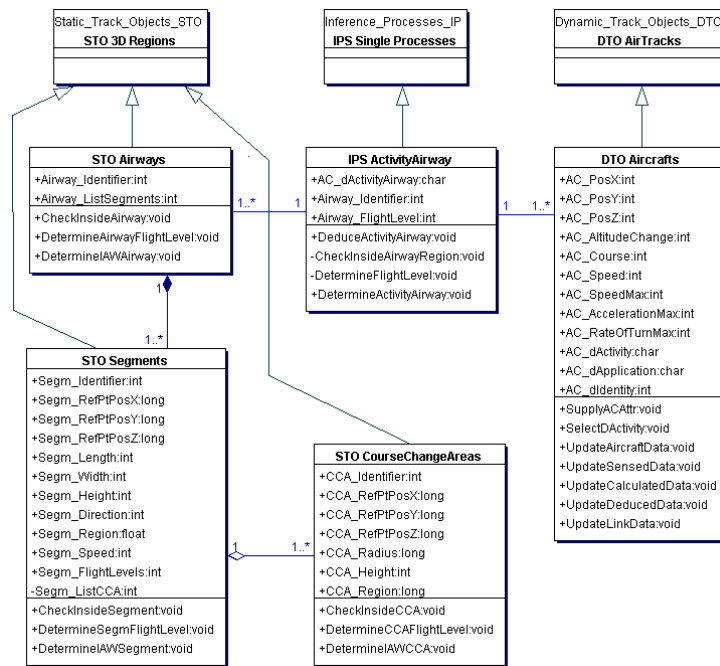 Static_Track_Objects_STO
STO 3D Regions
Inference_Processes_IP
IPS Single Processes
Dynamic_Track_Objects_DTO
DTO AirTracks
STO Airways
+Airway_Identifier:int
+Airway_ListSegments:int
+CheckInsideAirway:void
+DetermineAirwayFlightLevel:void
+DetermineIAWAirway:void
1..*
1
IPS ActivityAirway
+AC_dActivityAirway:char
+Airway_Identifier:int
+Airway_FlightLevel:int
+DeduceActivityAirway:void
-CheckInsideAirwayRegion:void
-DetermineFlightLevel:void
+DetermineActivityAirway:void
1
1..*
DTO Aircrafts
+AC_PosX:int
+AC_PosY:int
+AC_PosZ:int
+AC_AltitudeChange:int
+AC_Course:int
+AC_Speed:int
+AC_SpeedMax:int
+AC_AccelerationMax:int
+AC_RateOfTurnMax:int
+AC_dActivity:char
+AC_dApplication:char
+AC_dIdentity:int
+SupplyACAttr:void
+SelectDActivity:void
+UpdateAircraftData:void
+UpdateSensedData:void
+UpdateCalculatedData:void
+UpdateDeducedData:void
+UpdateLinkData:void
1
1..*
STO Segments
+Segm_Identifier:int
+Segm_RefPtPosX:long
+Segm_RefPtPosY:long
+Segm_RefPtPosZ:long
+Segm_Length:int
+Segm_Width:int
+Segm_Height:int
+Segm_Direction:int
+Segm_Region:float
+Segm_Speed:int
+Segm_FlightLevels:int
-Segm_ListCCA:int
+CheckInsideSegment:void
+DetermineSegmFlightLevel:void
+DetermineIAWSegment:void
1
1..*
STO CourseChangeAreas
+CCA_Identifier:int
+CCA_RefPtPosX:long
+CCA_RefPtPosY:long
+CCA_RefPtPosZ:long
+CCA_Radius:long
+CCA_Height:int
+CCA_Region:long
+CheckInsideCCA:void
+DetermineCCAFlightLevel:void
+DetermineIAWCCA:void